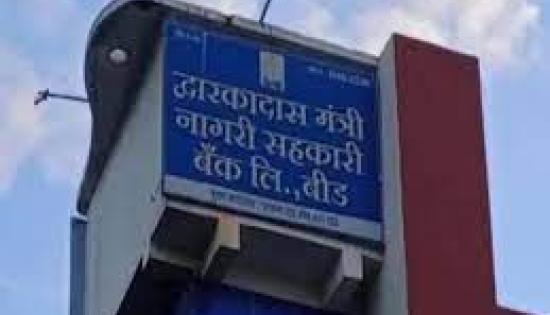 द्वारकादास मंत्री
नागरी सहकारी
बँक लि.,बीड